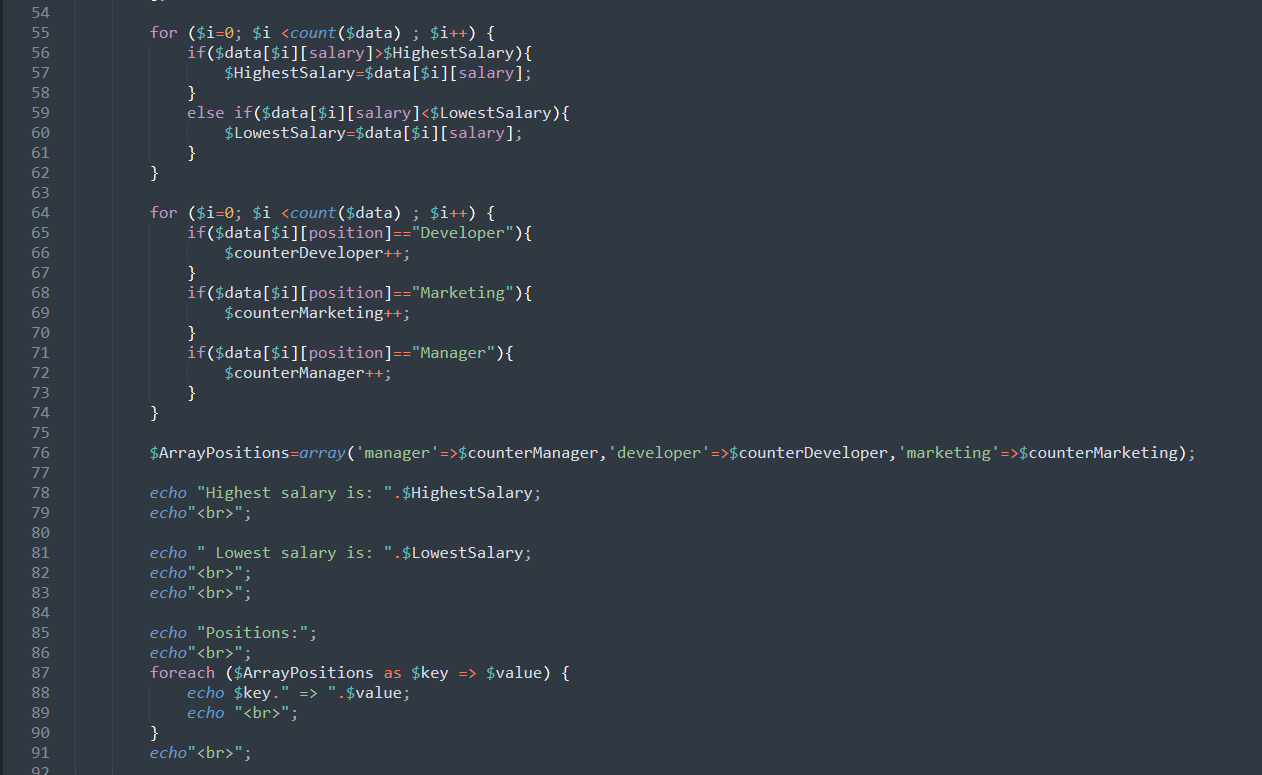 54
55 for ($i=0; $i <count($data) ; $i++) {
56 if($data[$i][salary]>$HighestSalary){
57 $HighestSalary=$data[$i][salary];
58 }
59 else if($data[$i][salary]<$LowestSalary){
60 $LowestSalary=$data[$i][salary];
61 }
62 }
63
64 for ($i=0; $i <count($data) ; $i++) {
65 if($data[$i][position]=="Developer"){
66 $counterDeveloper++;
67 }
68 if($data[$i][position]=="Marketing"){
69 $counterMarketing++;
70 }
71 if($data[$i][position]=="Manager"){
72 $counterManager++;
73 }
74 }
75
76 $ArrayPositions=array('manager'=>$counterManager,'developer'=>$counterDeveloper,'marketing'=>$counterMarketing);
77
78 echo "Highest salary is: ".$HighestSalary;
79 echo"<br>";
80
81 echo " Lowest salary is: ".$LowestSalary;
82 echo"<br>";
83 echo"<br>";
84
85 echo "Positions:";
86 echo"<br>";
87 foreach ($ArrayPositions as $key => $value) {
88 echo $key." => ".$value;
89 echo "<br>";
90 }
91 echo"<br>";
92